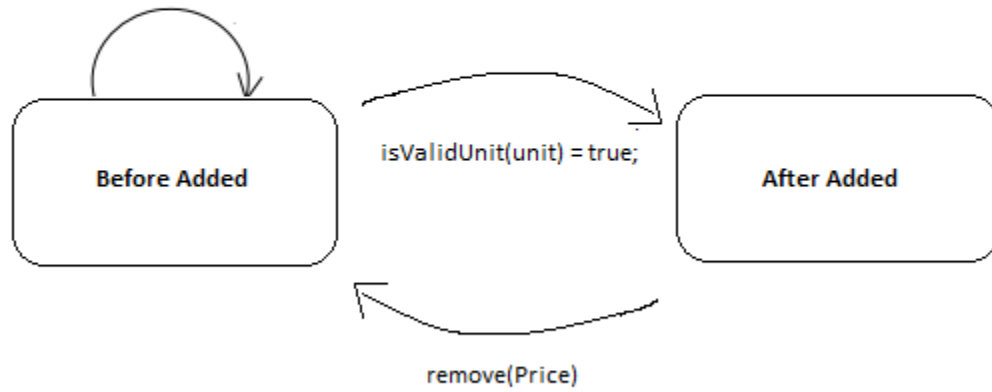 isValidUnit(unit) = true;
Before Added
After Added
remove(Price)